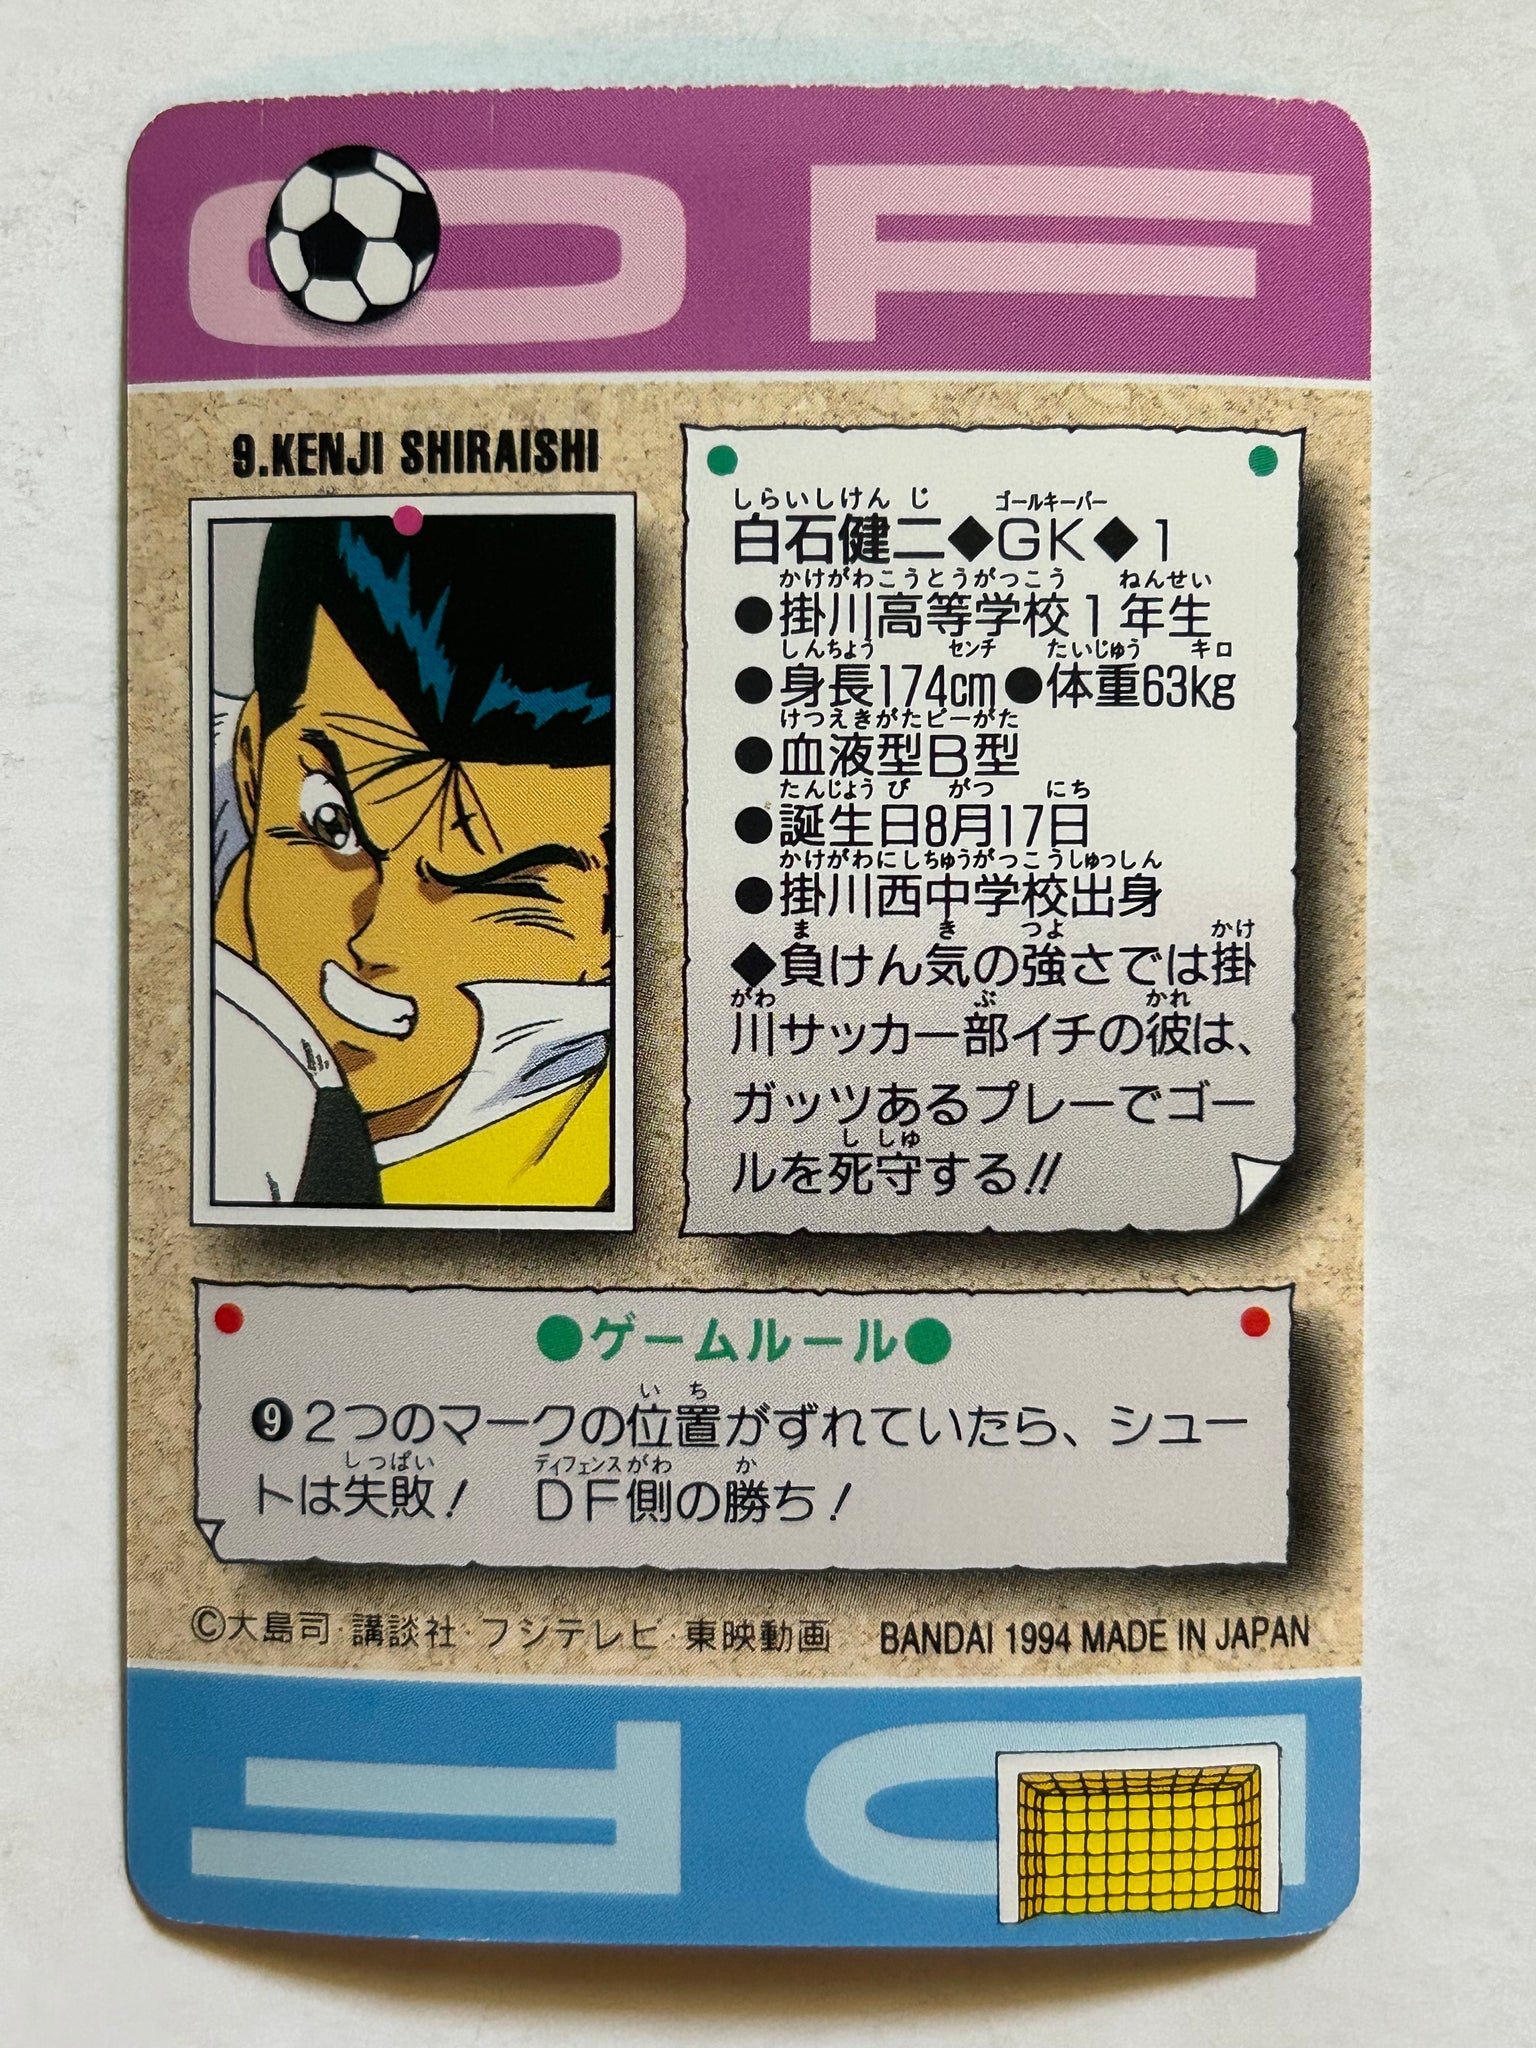 OF
9.KENJI SHIRAISHI
しらいしけんじ ゴールキーパー
白石健二◆GK◆1
かけがわこうとうがっこう ねんせい
●掛川高等学校1年生
しんちょう センチ たいじゅう キロ
●身長174cm●体重63kg
けつえきがたビーがた
●血液型B型
たんじょうび がつ にち
●誕生日8月17日
かけがわにしちゅうがっこうしゅっしん
●掛川西中学校出身
ま き つよ かけ
◆負けん気の強さでは掛
がわ ぶ かれ
川サッカー部イチの彼は、
ガッツあるプレーでゴー
し しゅ
ルを死守する!!
●ゲームルール●
いち
❾2つのマークの位置がずれていたら、シュー
しっぱい ディフェンスがわ か
トは失敗! DF側の勝ち!
©大島司・講談社・フジテレビ・東映動画 BANDAI 1994 MADE IN JAPAN
DF